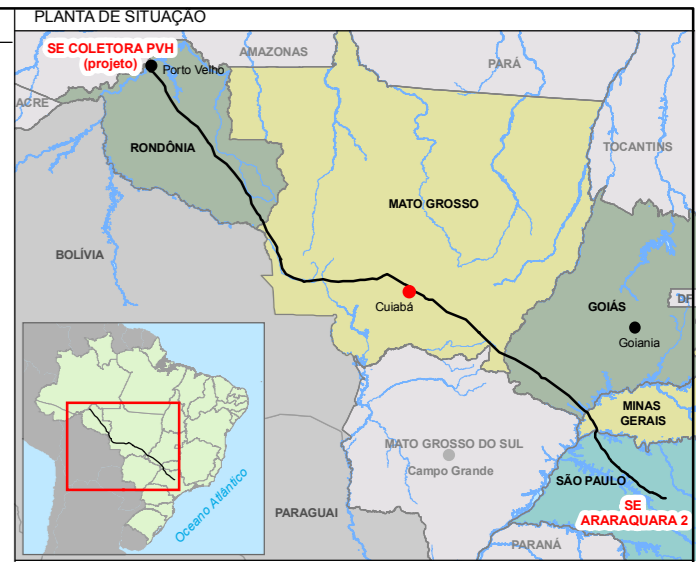 PLANTA DE SITUAÇÃO
SE COLETORA PVH
(projeto)
Porto Velho
AMAZONAS
PARÁ
ACRE
TOCANTINS
RONDÔNIA
MATO GROSSO
BOLÍVIA
Cuiabá
GOIÁS
DF
Goiania
MINAS
GERAIS
MATO GROSSO DO SUL
Campo Grande
SÃO PAULO
SE
ARARAQUARA 2
PARAGUAI
PARANÁ
Oceano Atlântico